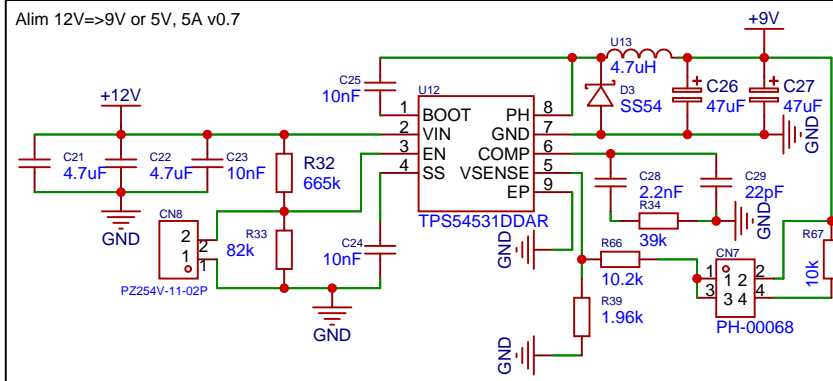 Alim 12V=>9V or 5V, 5A v0.7
+9V
U13
4.7uH
C25
10nF
U12
D3
SS54
C26
47uF
C27
47uF
+12V
1 BOOT PH 8
2 VIN GND 7
3 EN COMP 6
4 SS VSENSE 5
EP 9
TPS54531DDAR
GND
C21
4.7uF
C22
4.7uF
C23
10nF
R32
665k
C28
2.2nF
C29
22pF
R34
39k
GND
GND
CN8
2 2
1 1
PZ254V-11-02P
R33
82k
C24
10nF
GND
GND
R66
10.2k
CN7
1 1 2 2
3 3 4 4
PH-00068
R67
10k
R39
1.96k
GND